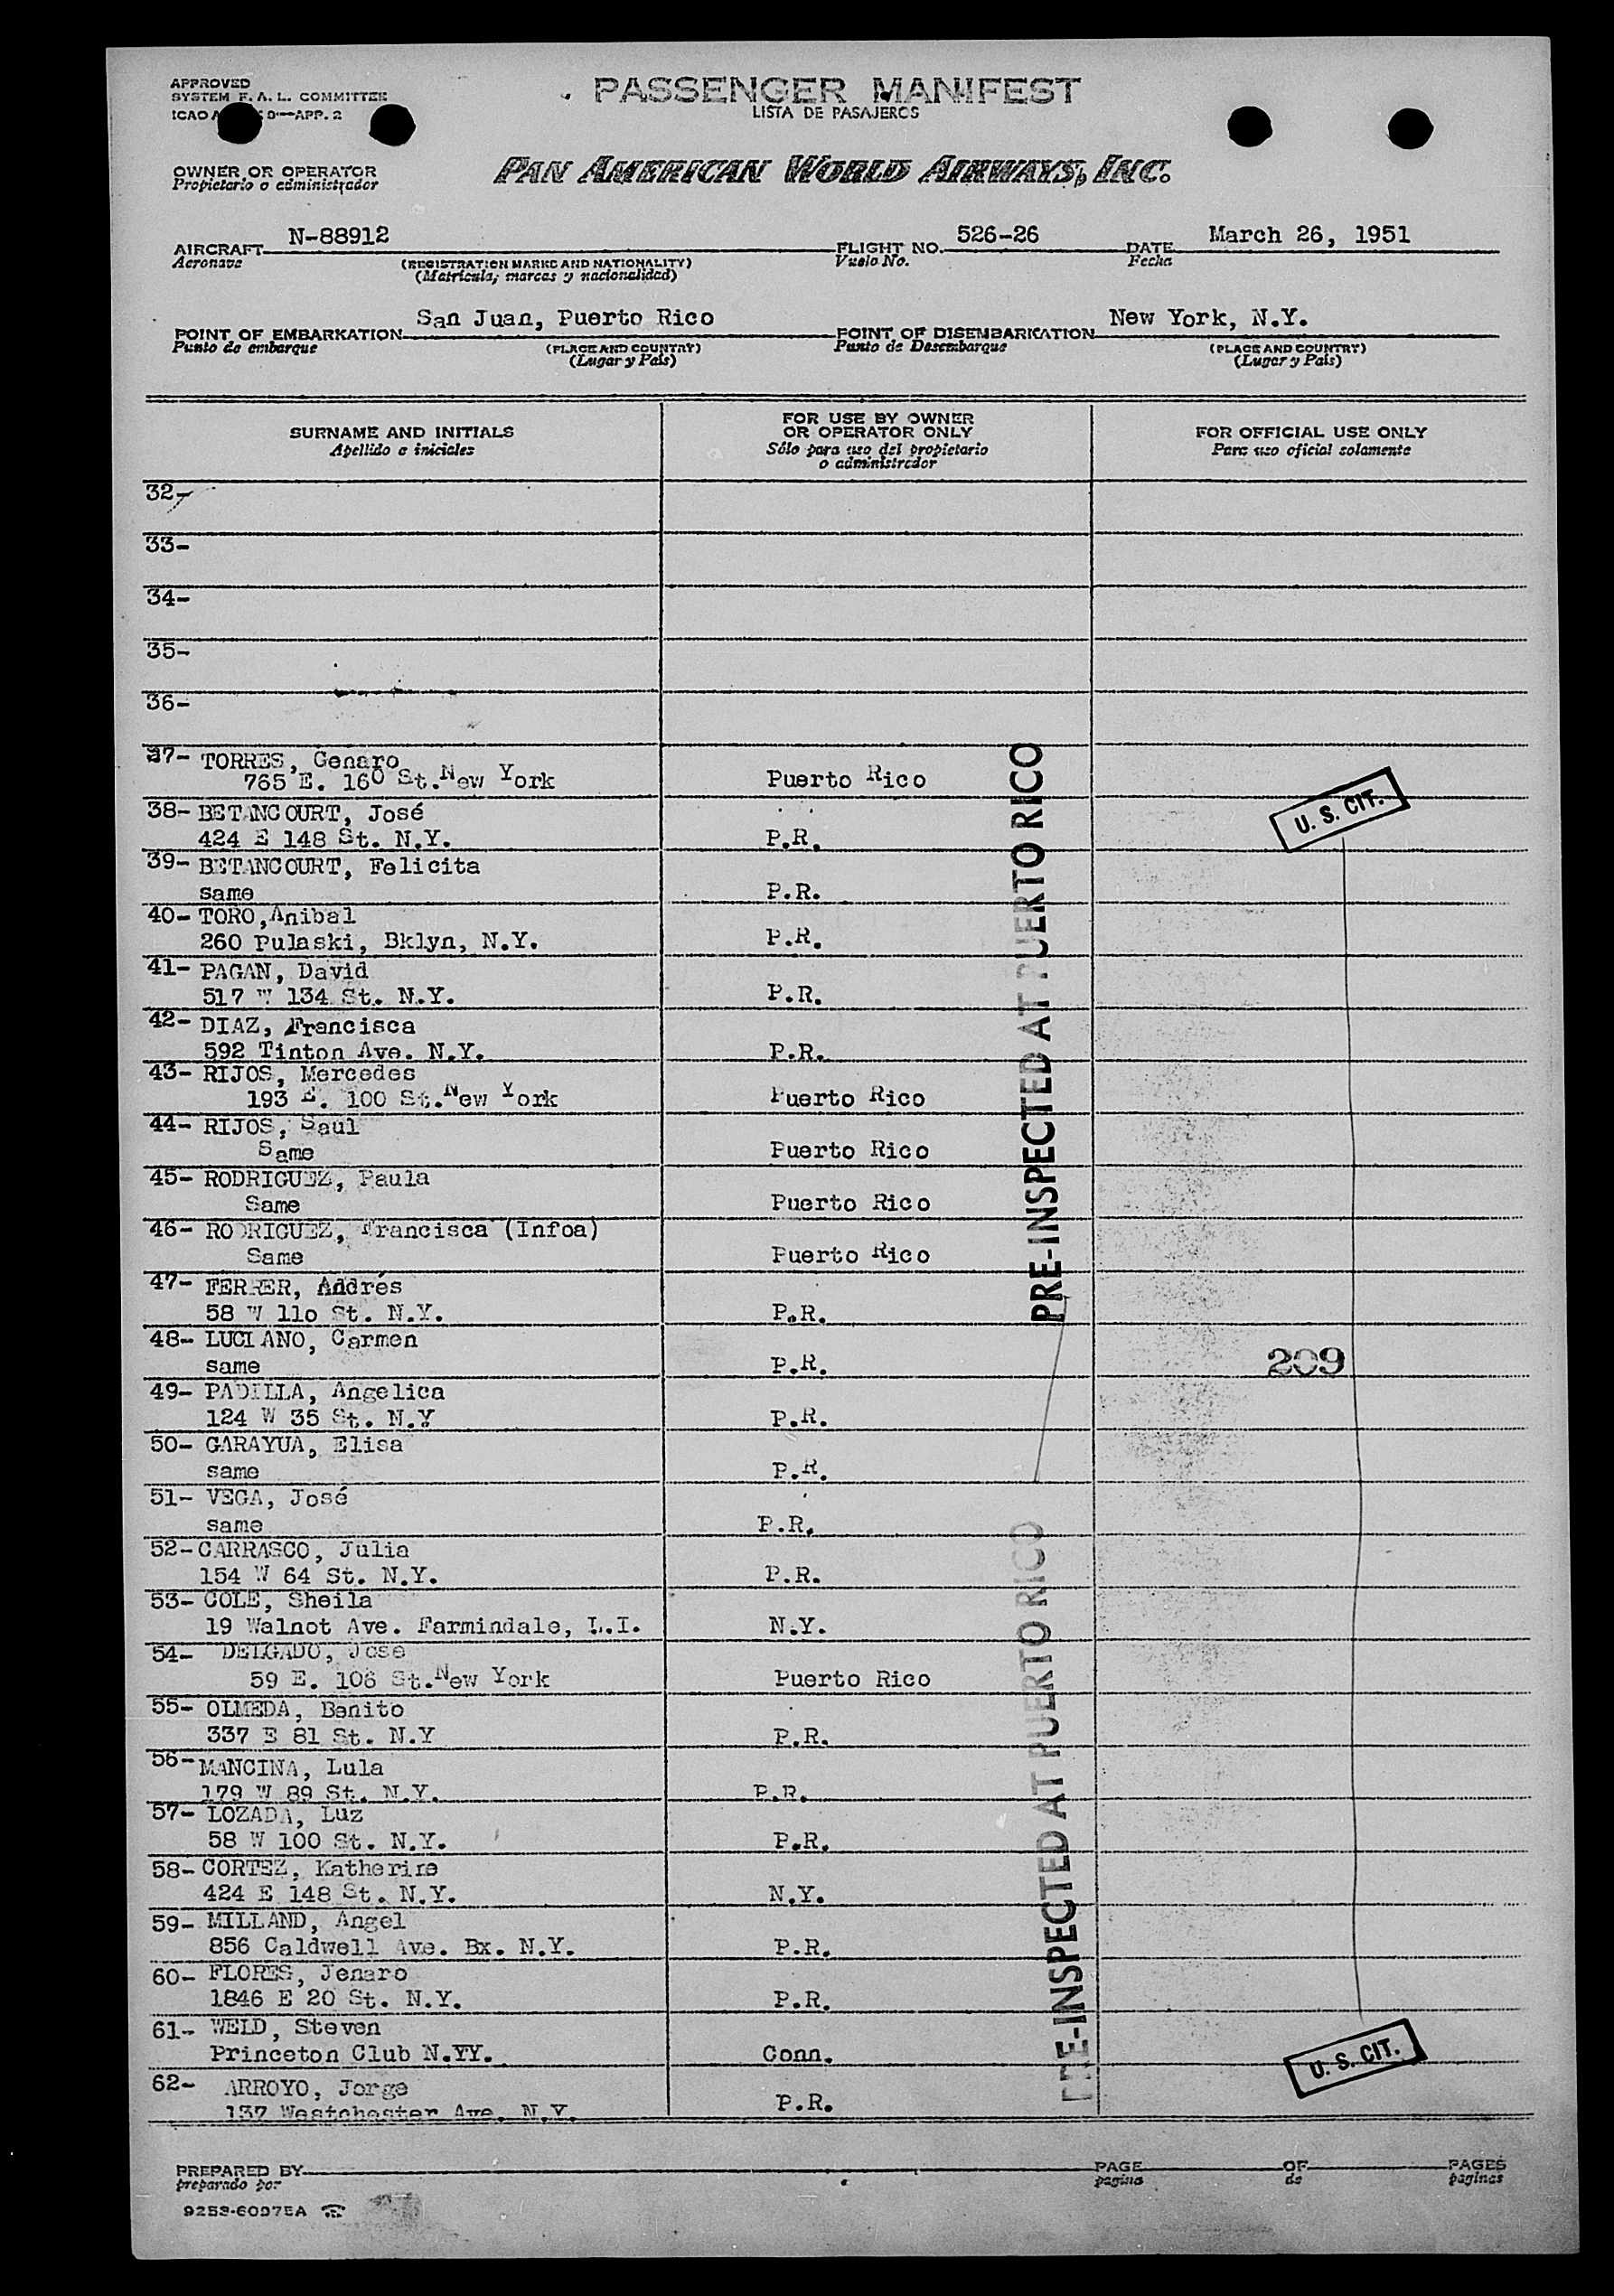 APPROVED
SYSTEM F. A. L. COMMITTEE
ICAO 9—APP. 2
PASSENGER MANIFEST
LISTA DE PASAJEROS
OWNER OR OPERATOR
Propietario o administrador
PAN AMERICAN WORLD AIRWAYS, INC.
AIRCRAFT N-88912 FLIGHT NO. 526-26 DATE March 26, 1951
Aeronave (REGISTRATION MARKS AND NATIONALITY) Vuelo No. Fecha
(Matrícula, marcas y nacionalidad)
POINT OF EMBARKATION San Juan, Puerto Rico POINT OF DISEMBARKATION New York, N.Y.
Punto de embarque (PLACE AND COUNTRY) Punto de Desembarque (PLACE AND COUNTRY)
(Lugar y País) (Lugar y País)
SURNAME AND INITIALS
Apellido e iniciales
FOR USE BY OWNER
OR OPERATOR ONLY
Sólo para uso del propietario
o administrador
FOR OFFICIAL USE ONLY
Para uso oficial solamente
32-
33-
34-
35-
36-
37- TORRES, Genaro
765 E. 160 St. New York Puerto Rico
38- BETANCOURT, José
424 E 148 St. N.Y. P.R.
U. S. CIT.
39- BETANCOURT, Felicita
same P.R.
40- TORO, Anibal
260 Pulaski, Bklyn, N.Y. P.R.
41- PAGAN, David
517 W 134 St. N.Y. P.R.
42- DIAZ, Francisca
592 Tinton Ave. N.Y. P.R.
43- RIJOS, Mercedes
193 E. 100 St. New York Puerto Rico
44- RIJOS, Saul
Same Puerto Rico
45- RODRIGUEZ, Paula
Same Puerto Rico
46- RODRIGUEZ, Francisca (Infoa)
Same Puerto Rico
47- FERRER, Andrés
58 W 11o St. N.Y. P.R.
PRE-INSPECTED AT PUERTO RICO
48- LUCIANO, Carmen
same P.R. 209
49- PADILLA, Angelica
124 W 35 St. N.Y P.R.
50- GARAYUA, Elisa
same P.R.
51- VEGA, José
same P.R.
52- CARRASCO, Julia
154 W 64 St. N.Y. P.R.
53- COLE, Sheila
19 Walnot Ave. Farmindale, L.I. N.Y.
54- DELGADO, Jose
59 E. 106 St. New York Puerto Rico
55- OLMEDA, Benito
337 E 81 St. N.Y P.R.
56- MANCINA, Lula
179 W 89 St. N.Y. P.R.
57- LOZADA, Luz
58 W 100 St. N.Y. P.R.
58- CORTEZ, Katherine
424 E 148 St. N.Y. N.Y.
59- MILLAND, Angel
856 Caldwell Ave. Bx. N.Y. P.R.
60- FLORES, Jenaro
1846 E 20 St. N.Y. P.R.
61- WELD, Steven
Princeton Club N.YY. Conn.
U. S. CIT.
62- ARROYO, Jorge
137 Westchester Ave. N.Y. P.R.
PRE-INSPECTED AT PUERTO RICO
PREPARED BY PAGE OF PAGES
preparado por pagina de paginas
9253-60975A